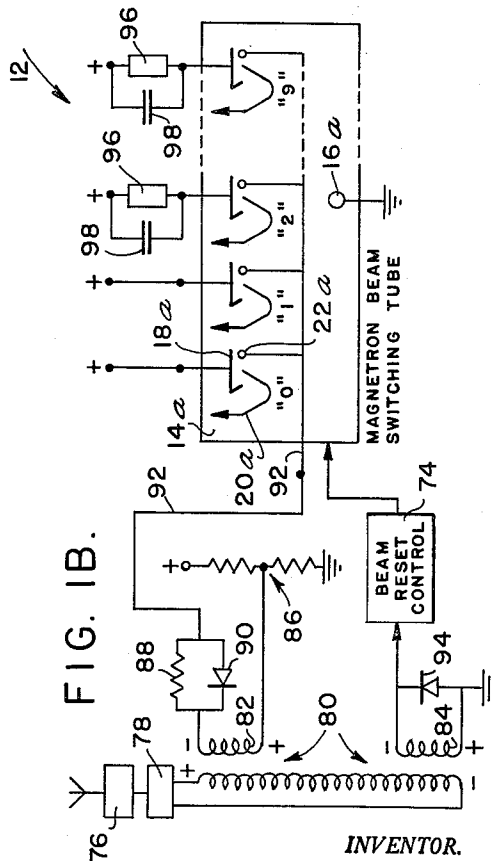 FIG. 1B.
12
96
98
96
98
18a
14a
"0"
"1"
"2"
"9"
20a
22a
16a
92
92
MAGNETRON BEAM
SWITCHING TUBE
88
90
86
82
78
76
80
84
94
74
BEAM
RESET
CONTROL
+
+
+
+
+
-
+
+
-
-
+
INVENTOR.